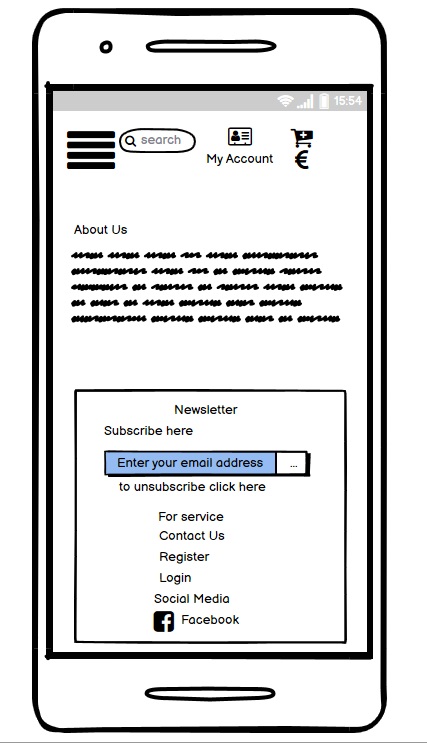 15:54
search
My Account
€
About Us
Newsletter
Subscribe here
Enter your email address
...
to unsubscribe click here
For service
Contact Us
Register
Login
Social Media
Facebook